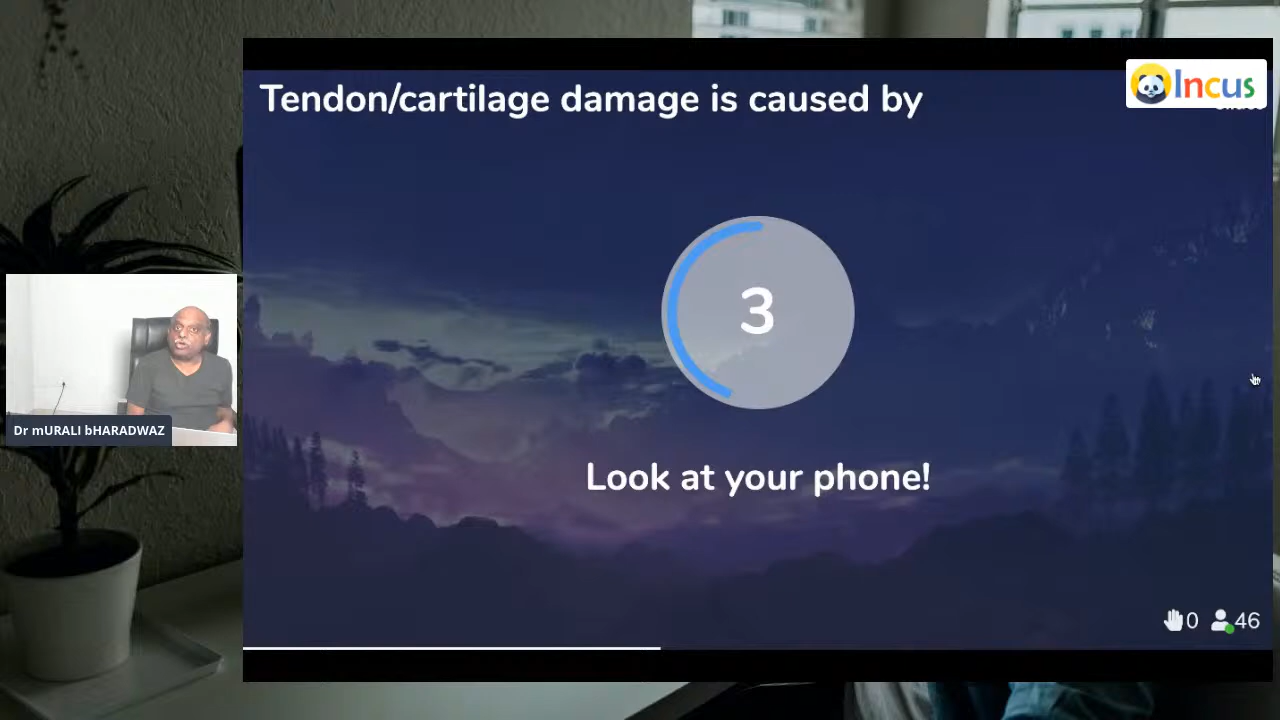 Tendon/cartilage damage is caused by
Incus
3
Look at your phone!
Dr mURALI bHARADWAZ
0 46